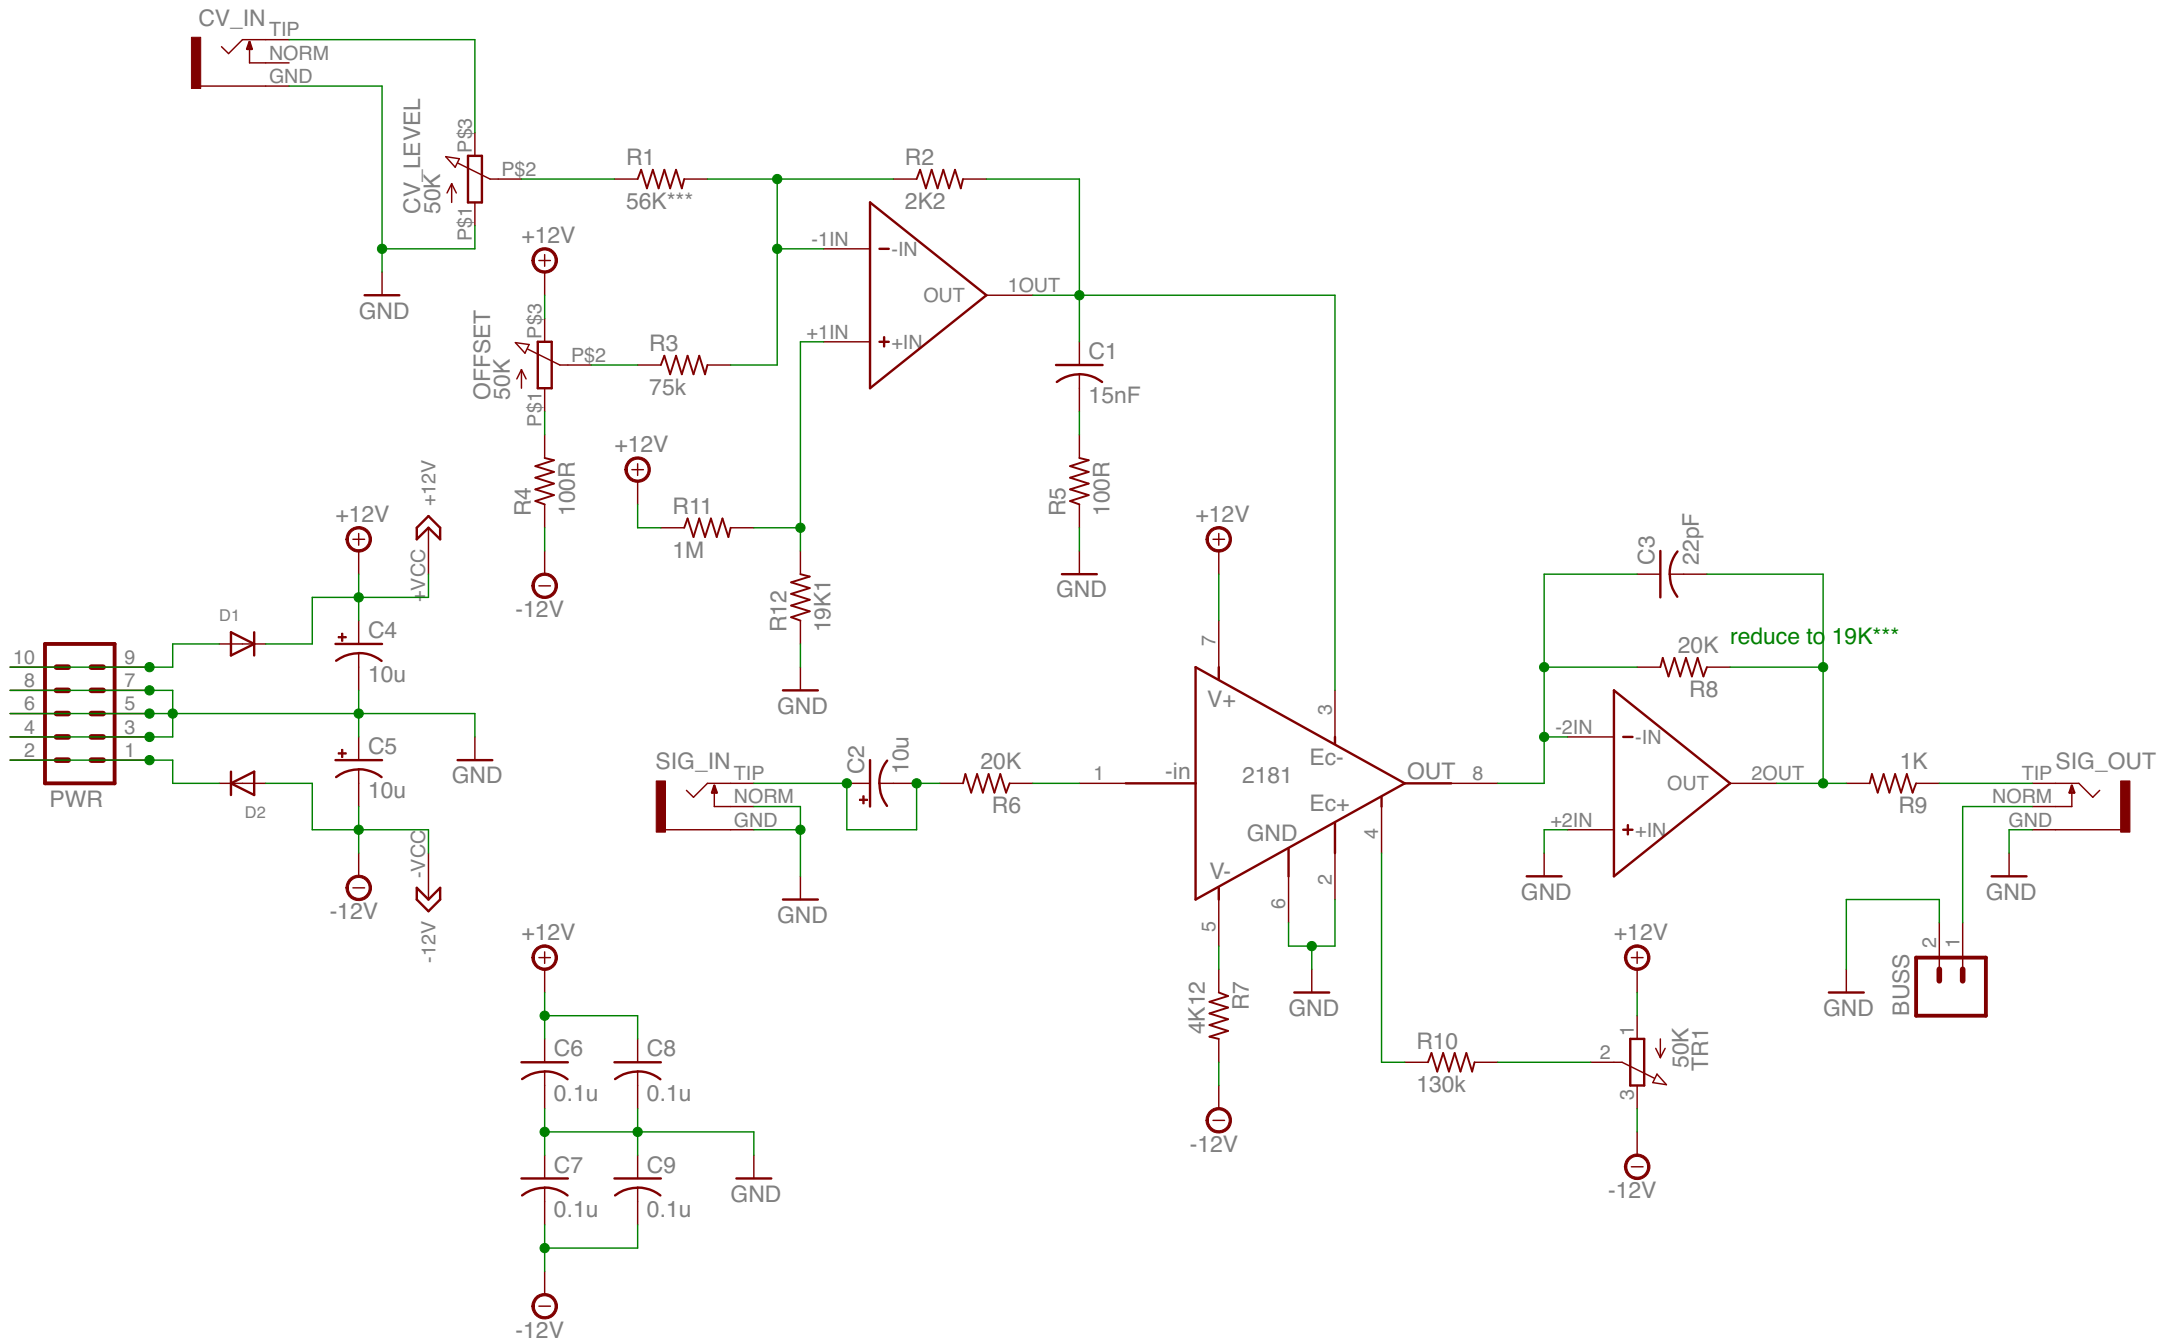 CV_IN
TIP
NORM
GND
CV_LEVEL
50K
P$3
P$2
P$1
GND
R1
56K***
R2
2K2
+12V
OFFSET
50K
P$3
P$2
P$1
R3
75k
R4
100R
-12V
-1IN
-IN
OUT
1OUT
+1IN
+IN
C1
15nF
R5
100R
GND
+12V
R11
1M
R12
19K1
GND
+12V
+12V
+VCC
D1
C4
10u
10
9
8
7
6
5
4
3
2
1
PWR
C5
10u
GND
D2
-VCC
-12V
-12V
SIG_IN
TIP
NORM
GND
GND
C2
10u
20K
R6
+12V
7
V+
3
Ec-
1
-in
2181
OUT
8
Ec+
GND
4
V-
5
6
2
GND
4K12
R7
-12V
C3
22pF
20K
reduce to 19K***
R8
-2IN
-IN
OUT
2OUT
+2IN
+IN
GND
1K
R9
SIG_OUT
TIP
NORM
GND
GND
BUSS
2
1
GND
+12V
R10
130k
1
2
3
50K
TR1
-12V
+12V
C6
0.1u
C8
0.1u
C7
0.1u
C9
0.1u
GND
-12V